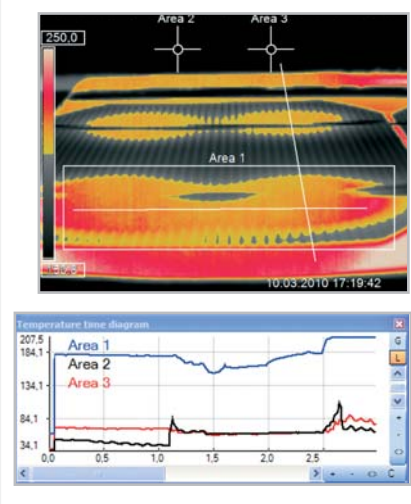 Area 2 Area 3
250,0
Area 1
10.03.2010 17:19:42
Temperature time diagram
207,5
184,1
134,1
84,1
34,1
Area 1
Area 2
Area 3
0,0 0,5 1,0 1,5 2,0 2,5
G
L
C